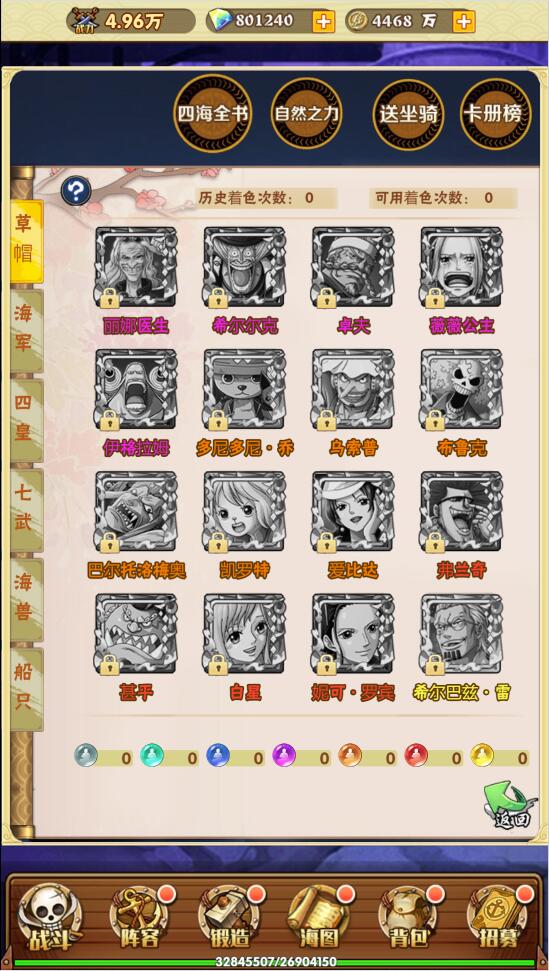 战力 4.96万 801240 4468 万
四海全书 自然之力 送坐骑 卡册榜
历史着色次数： 0 可用着色次数： 0
草帽
海军
四皇
七武
海兽
船只
丽娜医生 希尔尔克 卓夫 薇薇公主
伊格拉姆 多尼多尼·乔 乌索普 布鲁克
巴尔托洛梅奥 凯罗特 爱比达 弗兰奇
甚平 白星 妮可·罗宾 希尔巴兹·雷
0 0 0 0 0 0 0
返回
战斗 阵容 锻造 海图 背包 招募
32845507/26904150